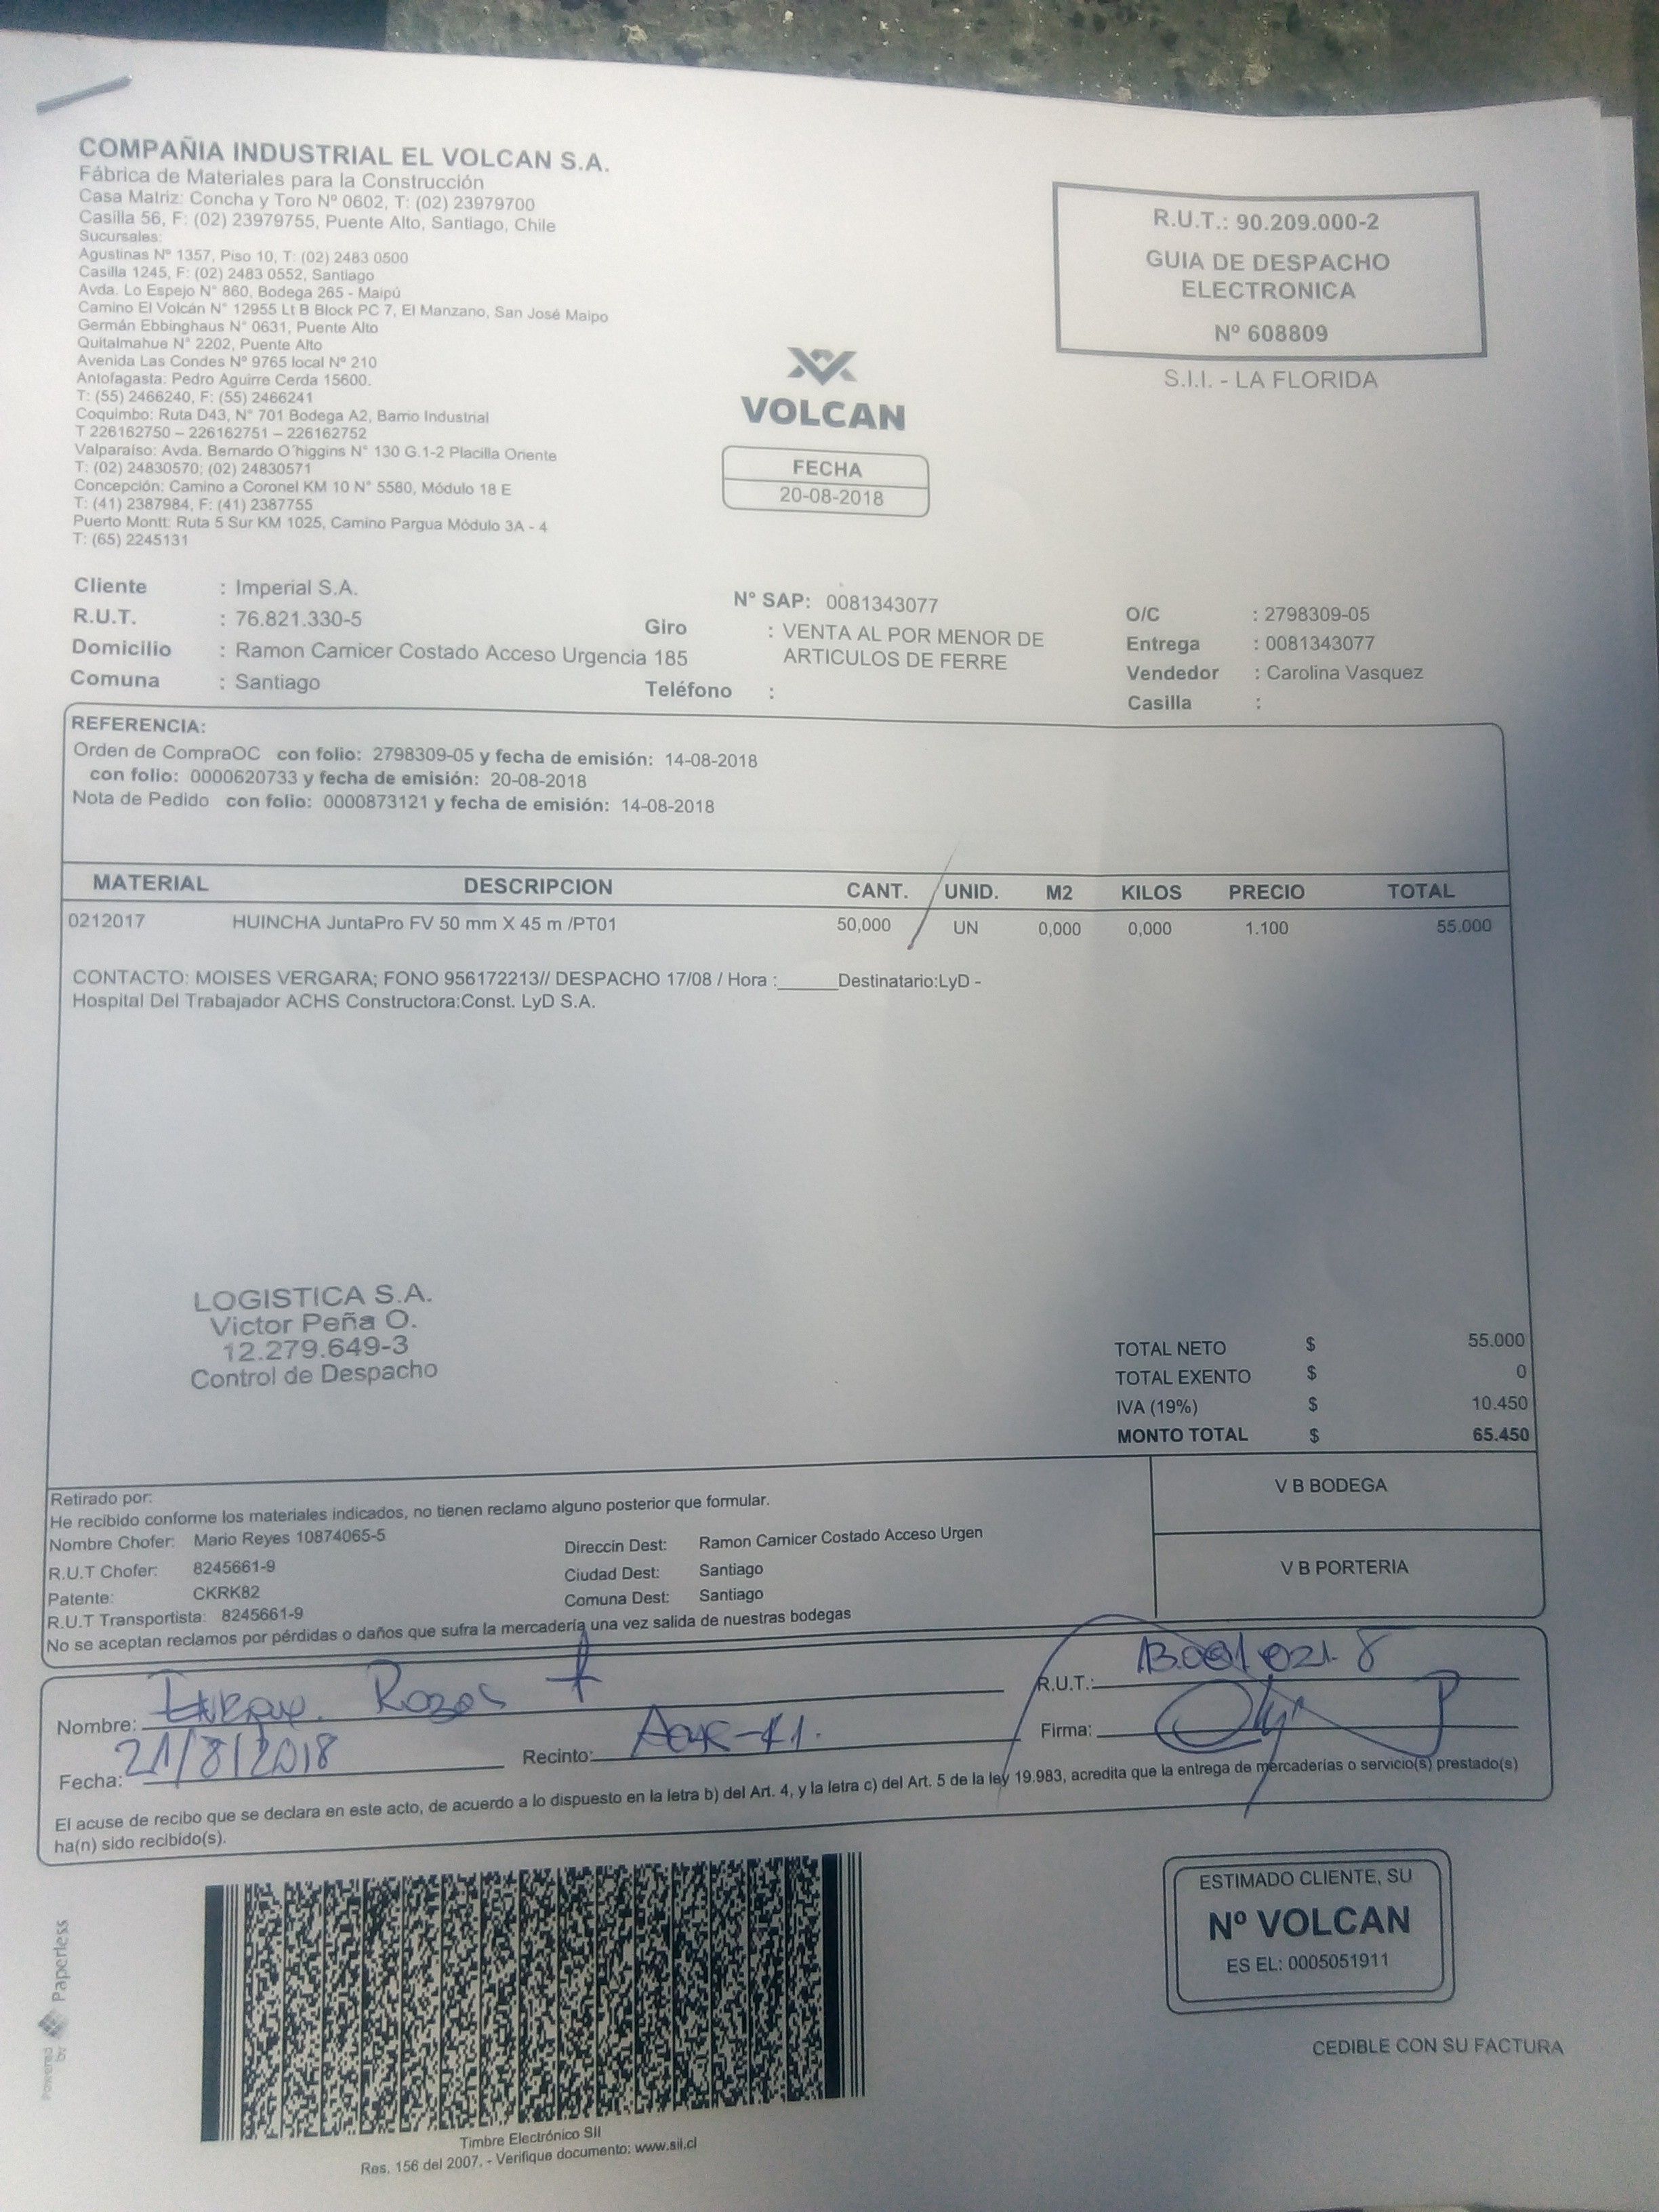 COMPAÑIA INDUSTRIAL EL VOLCAN S.A.
Fábrica de Materiales para la Construcción
Casa Matriz: Concha y Toro Nº 0602, T: (02) 23979700
Casilla 56, F: (02) 23979755, Puente Alto, Santiago, Chile
Sucursales:
Agustinas Nº 1357, Piso 10, T: (02) 2483 0500
Casilla 1245, F: (02) 2483 0552, Santiago
Avda. Lo Espejo N° 860, Bodega 265 - Maipú
Camino El Volcán N° 12955 Lt B Block PC 7, El Manzano, San José Maipo
Germán Ebbinghaus N° 0631, Puente Alto
Quitalmahue N° 2202, Puente Alto
Avenida Las Condes Nº 9765 local Nº 210
Antofagasta: Pedro Aguirre Cerda 15600.
T: (55) 2466240, F: (55) 2466241
Coquimbo: Ruta D43, N° 701 Bodega A2, Barrio Industrial
T 226162750 – 226162751 – 226162752
Valparaíso: Avda. Bernardo O´higgins N° 130 G.1-2 Placilla Oriente
T: (02) 24830570; (02) 24830571
Concepción: Camino a Coronel KM 10 N° 5580, Módulo 18 E
T: (41) 2387984, F: (41) 2387755
Puerto Montt: Ruta 5 Sur KM 1025, Camino Pargua Módulo 3A - 4
T: (65) 2245131
VOLCAN
FECHA
20-08-2018
R.U.T.: 90.209.000-2
GUIA DE DESPACHO
ELECTRONICA
Nº 608809
S.I.I. - LA FLORIDA
Cliente : Imperial S.A.
R.U.T. : 76.821.330-5
Domicilio : Ramon Carnicer Costado Acceso Urgencia 185
Comuna : Santiago
N° SAP: 0081343077
Giro : VENTA AL POR MENOR DE
ARTICULOS DE FERRE
Teléfono :
O/C : 2798309-05
Entrega : 0081343077
Vendedor : Carolina Vasquez
Casilla :
REFERENCIA:
Orden de CompraOC con folio: 2798309-05 y fecha de emisión: 14-08-2018
con folio: 0000620733 y fecha de emisión: 20-08-2018
Nota de Pedido con folio: 0000873121 y fecha de emisión: 14-08-2018
MATERIAL DESCRIPCION CANT. UNID. M2 KILOS PRECIO TOTAL
0212017 HUINCHA JuntaPro FV 50 mm X 45 m /PT01 50,000 UN 0,000 0,000 1.100 55.000
CONTACTO: MOISES VERGARA; FONO 956172213// DESPACHO 17/08 / Hora :______Destinatario:LyD -
Hospital Del Trabajador ACHS Constructora:Const. LyD S.A.
LOGISTICA S.A.
Victor Peña O.
12.279.649-3
Control de Despacho
TOTAL NETO $ 55.000
TOTAL EXENTO $ 0
IVA (19%) $ 10.450
MONTO TOTAL $ 65.450
Retirado por:
He recibido conforme los materiales indicados, no tienen reclamo alguno posterior que formular.
Nombre Chofer: Mario Reyes 10874065-5
R.U.T Chofer: 8245661-9
Patente: CKRK82
R.U.T Transportista: 8245661-9
Direccin Dest: Ramon Carnicer Costado Acceso Urgen
Ciudad Dest: Santiago
Comuna Dest: Santiago
No se aceptan reclamos por pérdidas o daños que sufra la mercadería una vez salida de nuestras bodegas
V B BODEGA
V B PORTERIA
Nombre: Rozas
R.U.T.:
Fecha: 21/8/2018
Recinto:
Firma:
El acuse de recibo que se declara en este acto, de acuerdo a lo dispuesto en la letra b) del Art. 4, y la letra c) del Art. 5 de la ley 19.983, acredita que la entrega de mercaderías o servicio(s) prestado(s)
ha(n) sido recibido(s).
Powered by Paperless
Timbre Electrónico SII
Res. 156 del 2007. - Verifique documento: www.sii.cl
ESTIMADO CLIENTE, SU
Nº VOLCAN
ES EL: 0005051911
CEDIBLE CON SU FACTURA